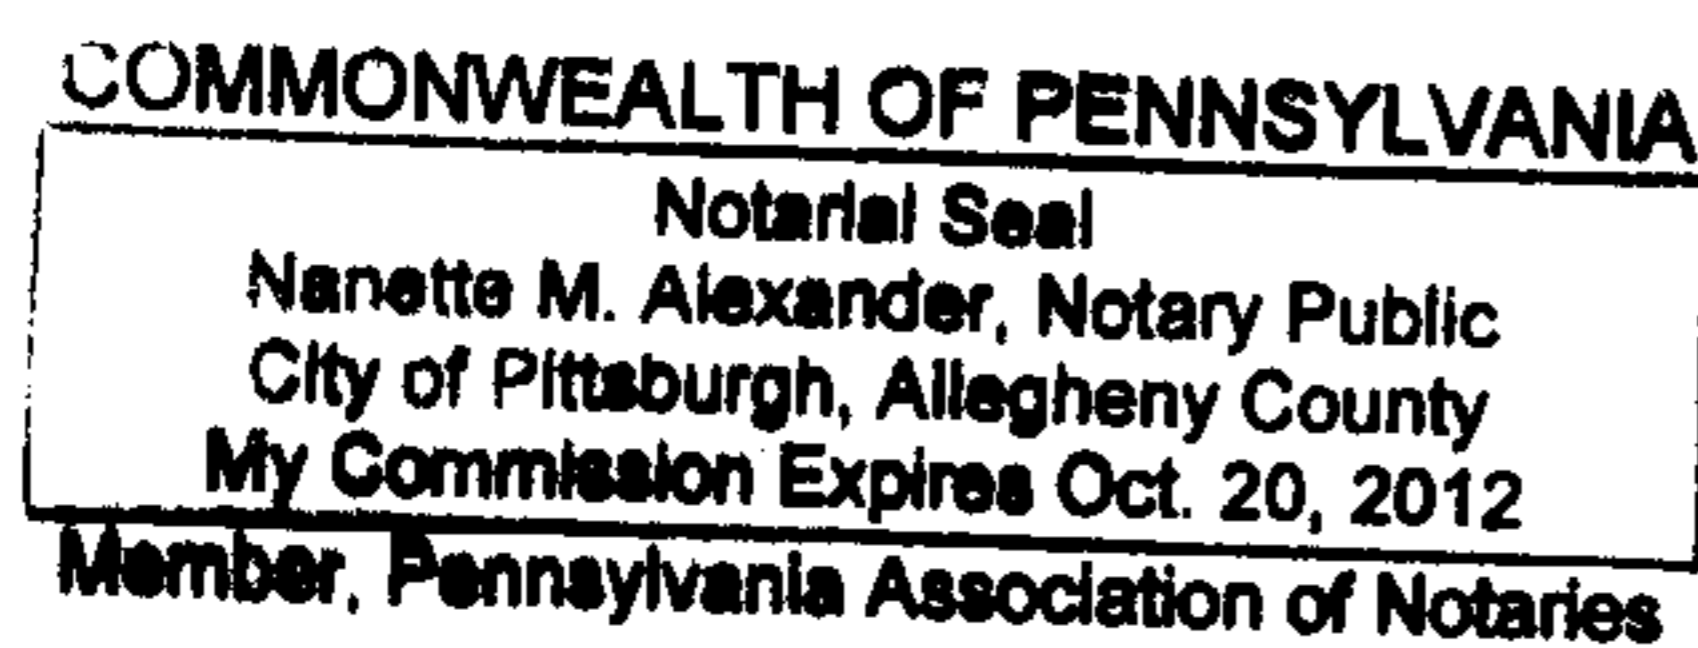 COMMONWEALTH OF PENNSYLVANIA
Notarial Seal
Nanette M. Alexander, Notary Public
City of Pittsburgh, Allegheny County
My Commission Expires Oct. 20, 2012
Member, Pennsylvania Association of Notaries